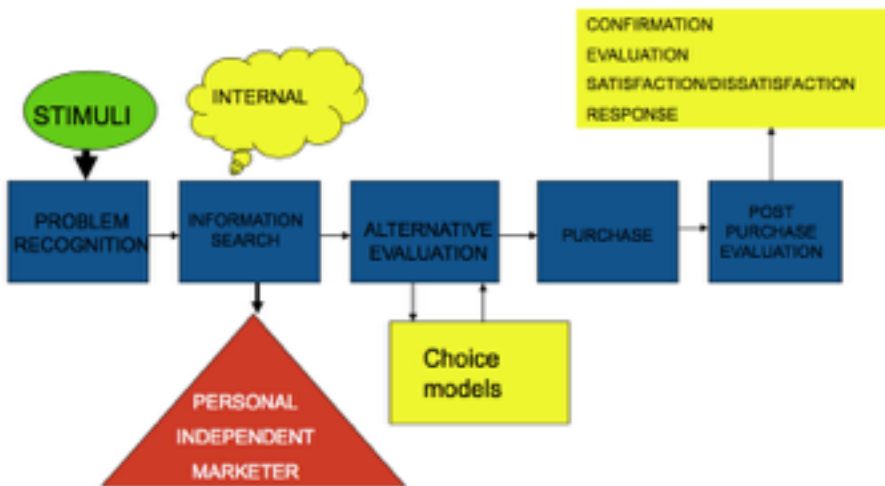 CONFIRMATION
EVALUATION
SATISFACTION/DISSATISFACTION
RESPONSE
INTERNAL
STIMULI
PROBLEM
RECOGNITION
INFORMATION
SEARCH
ALTERNATIVE
EVALUATION
PURCHASE
POST
PURCHASE
EVALUATION
Choice
models
PERSONAL
INDEPENDENT
MARKETER